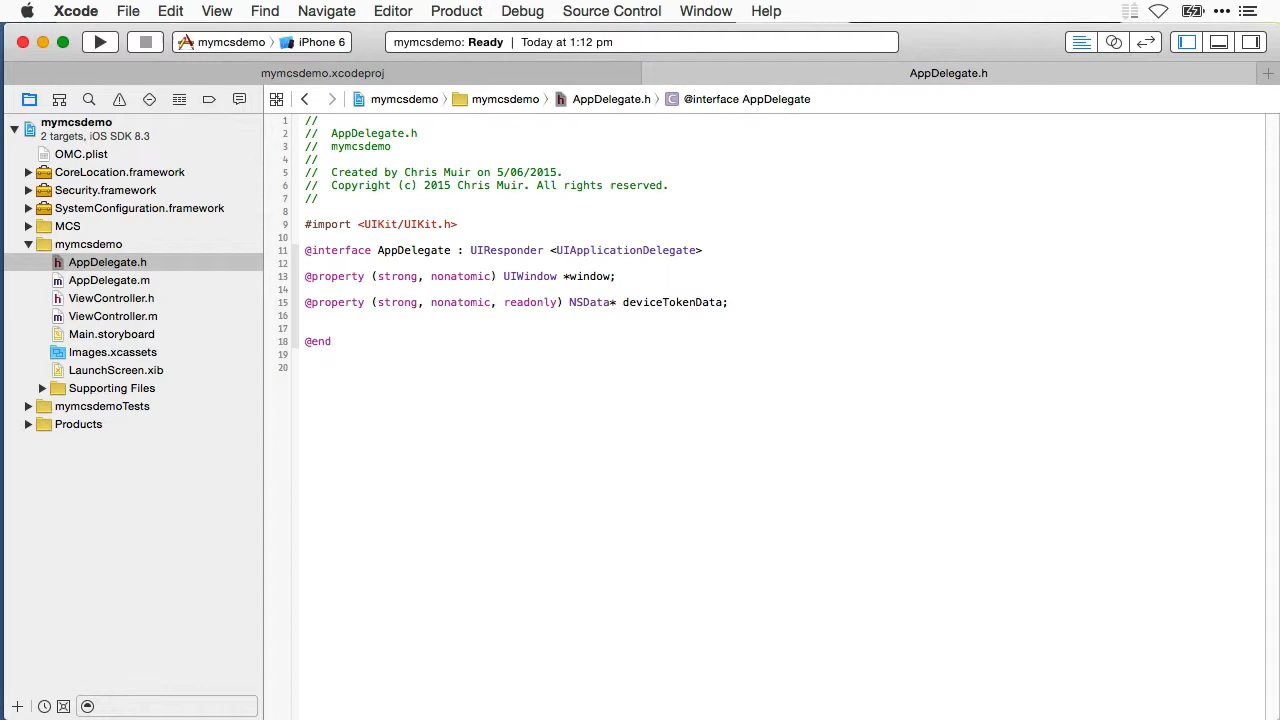 Xcode File Edit View Find Navigate Editor Product Debug Source Control Window Help
mymcsdemo iPhone 6 mymcsdemo: Ready | Today at 1:12 pm
mymcsdemo.xcodeproj AppDelegate.h
mymcsdemo mymcsdemo AppDelegate.h @interface AppDelegate
mymcsdemo
2 targets, iOS SDK 8.3
OMC.plist
CoreLocation.framework
Security.framework
SystemConfiguration.framework
MCS
mymcsdemo
AppDelegate.h
AppDelegate.m
ViewController.h
ViewController.m
Main.storyboard
Images.xcassets
LaunchScreen.xib
Supporting Files
mymcsdemoTests
Products
1 //
2 // AppDelegate.h
3 // mymcsdemo
4 //
5 // Created by Chris Muir on 5/06/2015.
6 // Copyright (c) 2015 Chris Muir. All rights reserved.
7 //
8
9 #import <UIKit/UIKit.h>
10
11 @interface AppDelegate : UIResponder <UIApplicationDelegate>
12
13 @property (strong, nonatomic) UIWindow *window;
14
15 @property (strong, nonatomic, readonly) NSData* deviceTokenData;
16
17
18 @end
19
20